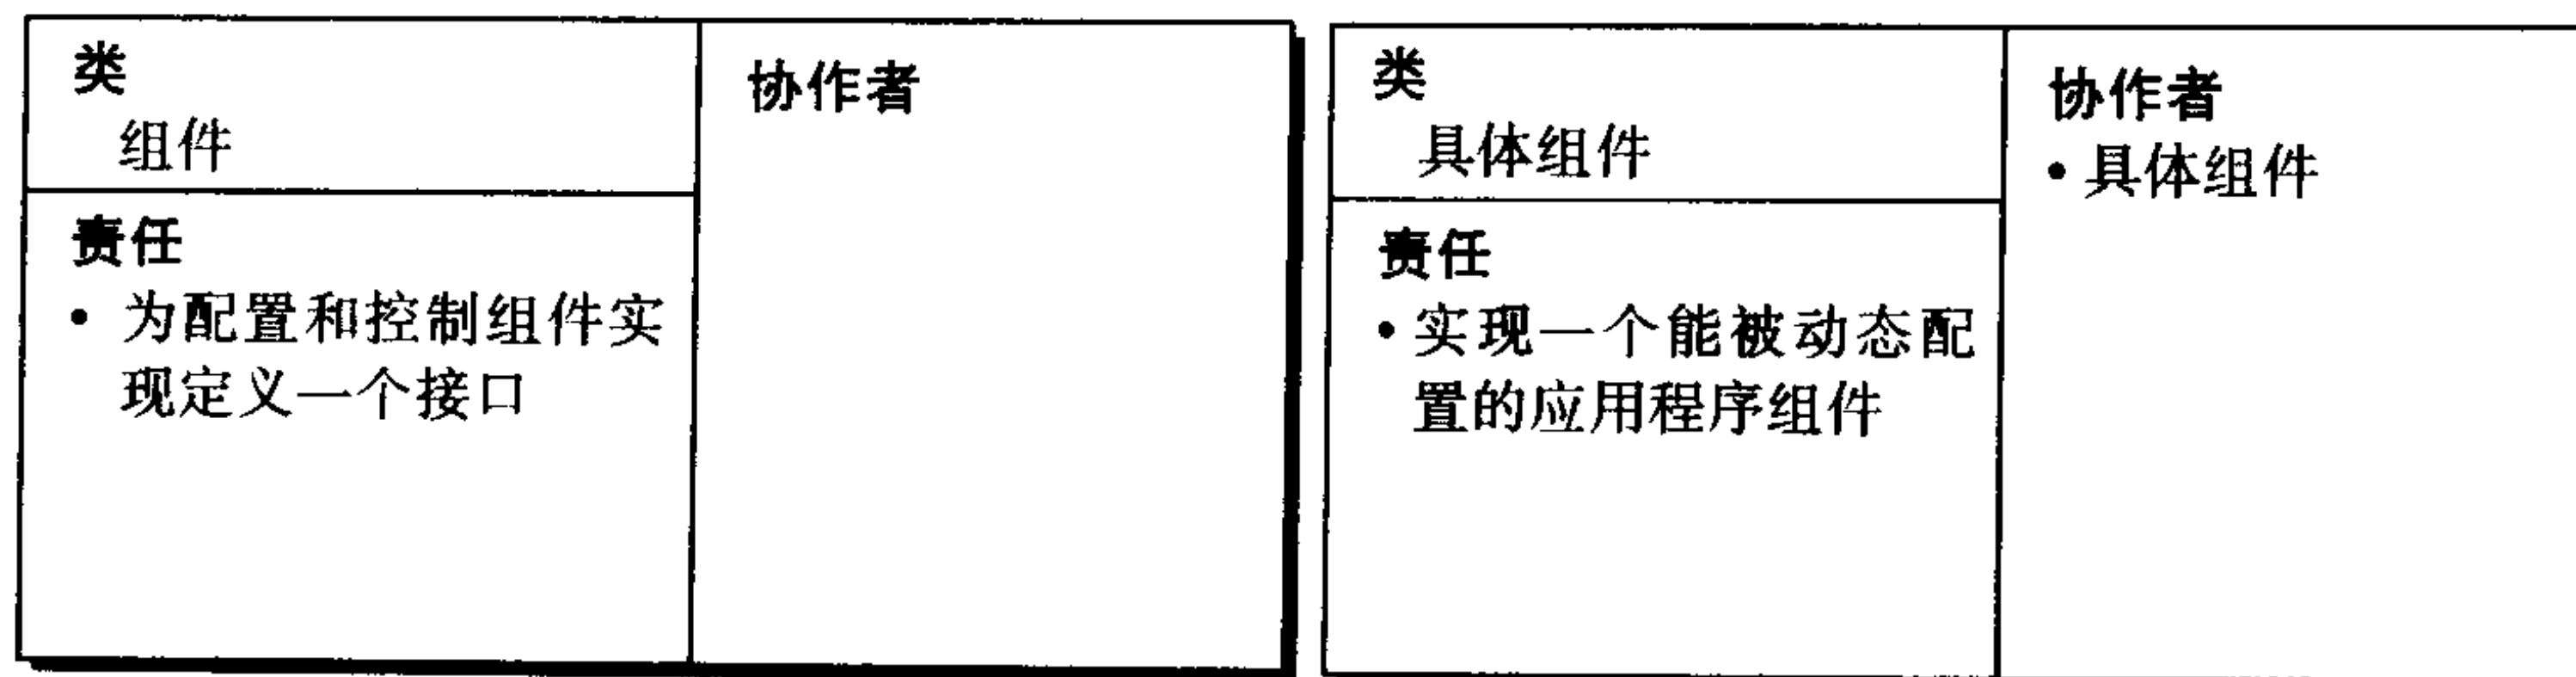 类
组件
协作者
责任
• 为配置和控制组件实
现定义一个接口
类
具体组件
协作者
• 具体组件
责任
• 实现一个能被动态配
置的应用程序组件